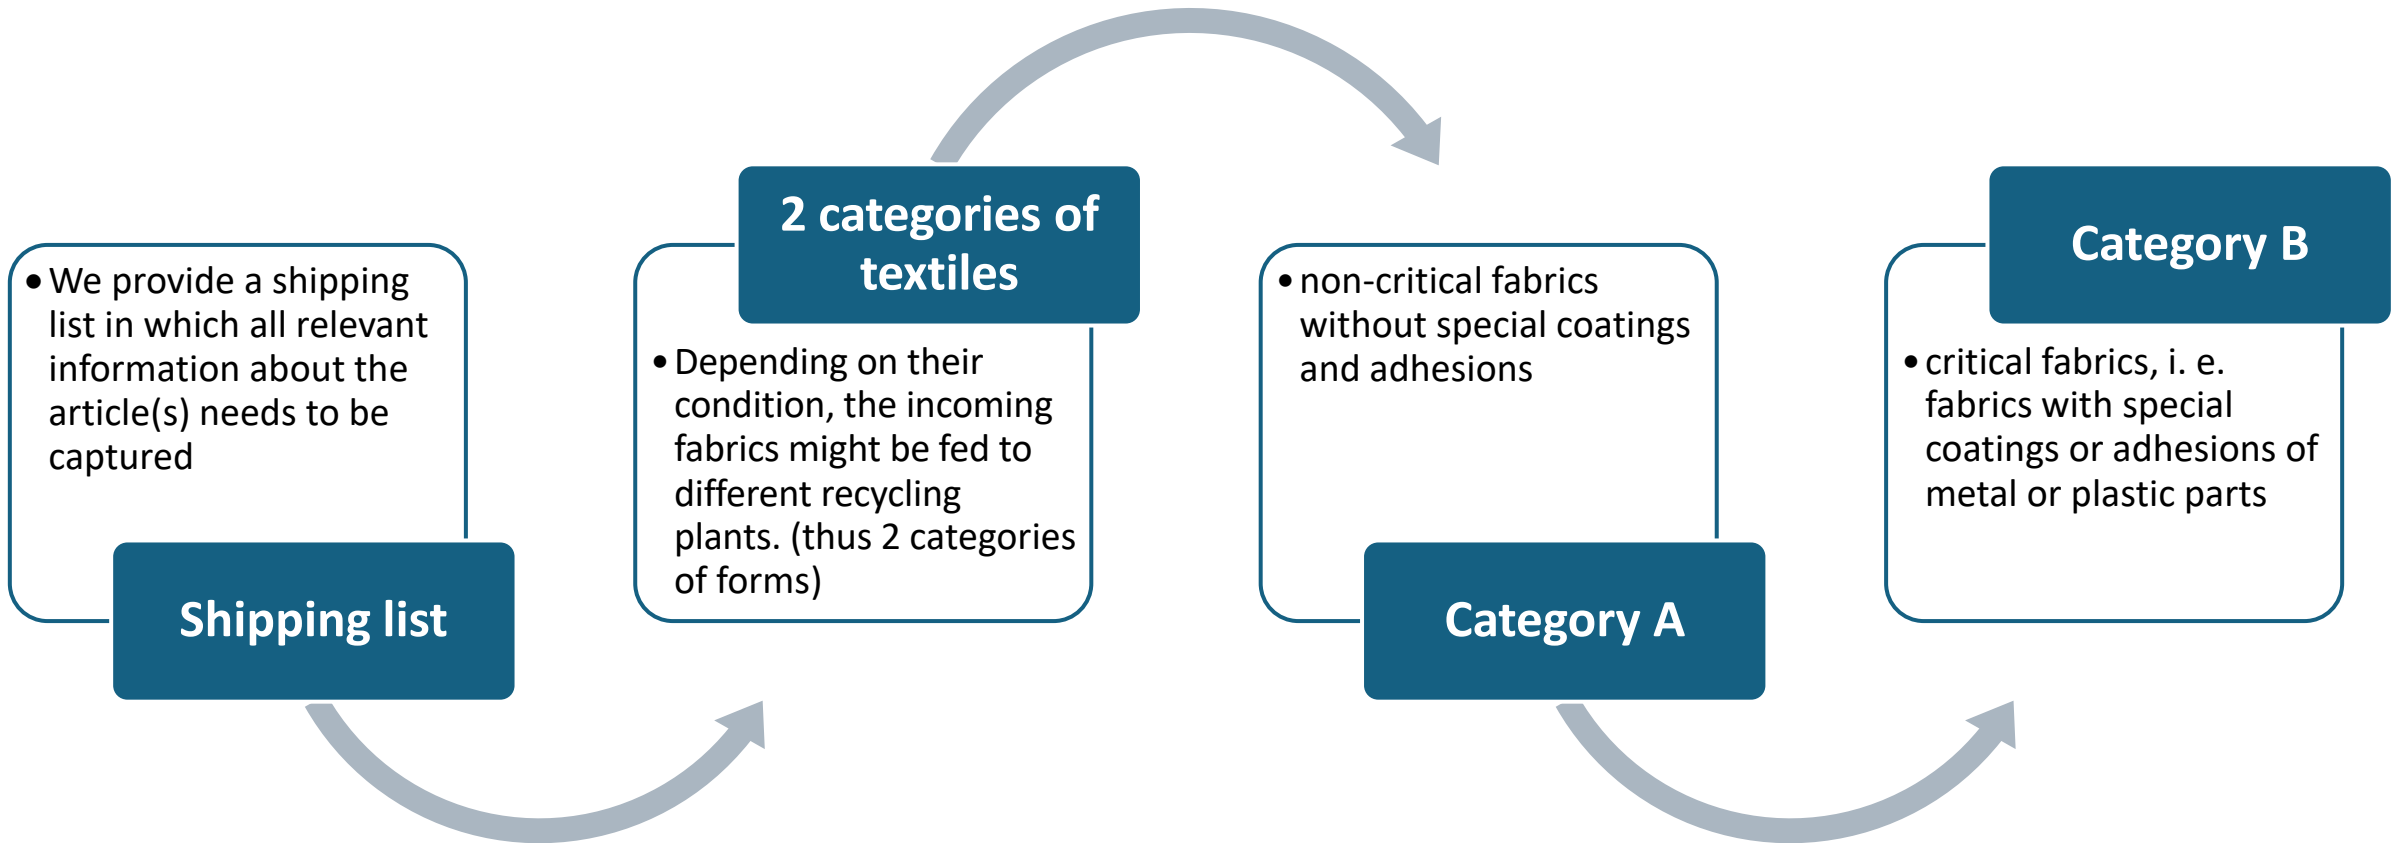 • We provide a shipping
list in which all relevant
information about the
article(s) needs to be
captured
Shipping list
2 categories of
textiles
• Depending on their
condition, the incoming
fabrics might be fed to
different recycling
plants. (thus 2 categories
of forms)
• non-critical fabrics
without special coatings
and adhesions
Category A
Category B
• critical fabrics, i. e.
fabrics with special
coatings or adhesions of
metal or plastic parts